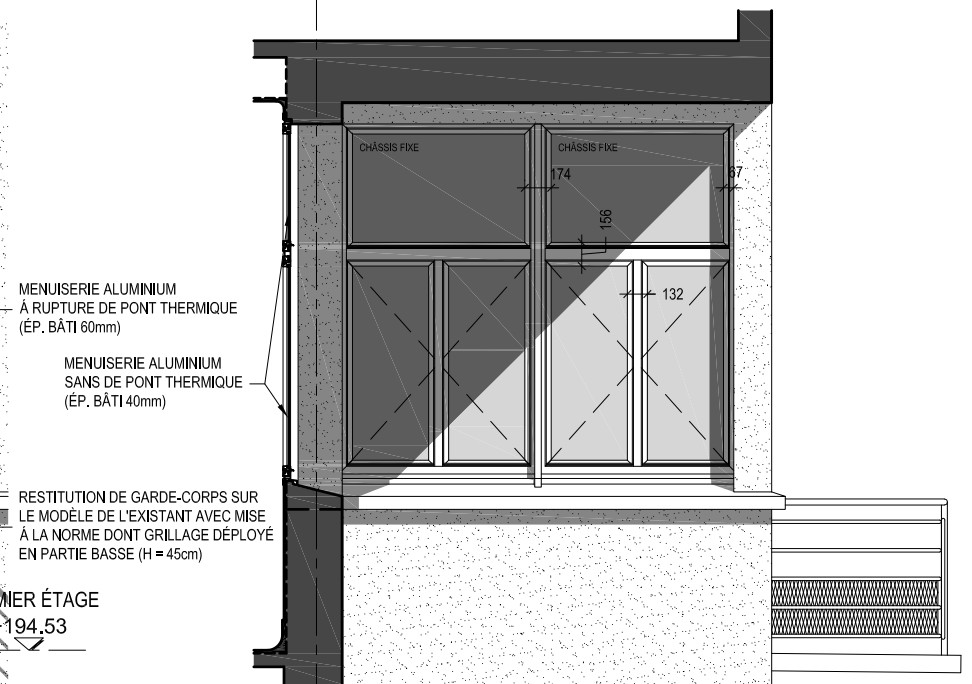 CHÂSSIS FIXE
CHÂSSIS FIXE
174
67
156
132
MENUISERIE ALUMINIUM
À RUPTURE DE PONT THERMIQUE
(ÉP. BÂTI 60mm)
MENUISERIE ALUMINIUM
SANS DE PONT THERMIQUE
(ÉP. BÂTI 40mm)
RESTITUTION DE GARDE-CORPS SUR
LE MODÈLE DE L'EXISTANT AVEC MISE
À LA NORME DONT GRILLAGE DÉPLOYÉ
EN PARTIE BASSE (H = 45cm)
MIER ÉTAGE
194.53